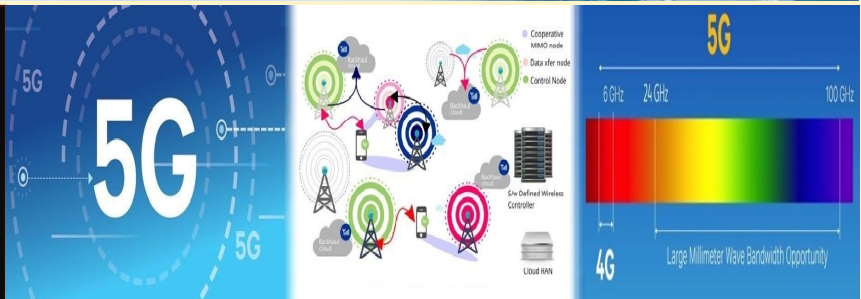 5G
5G
5G
Cooperative
MIMO node
Data xfer node
Control Node
Backhaul
cloud
Backhaul
cloud
Backhaul
cloud
Backhaul
cloud
S/w Defined Wireless
Controller
Cloud RAN
5G
6 GHz
24 GHz
100 GHz
4G
Large Millimeter Wave Bandwidth Opportunity